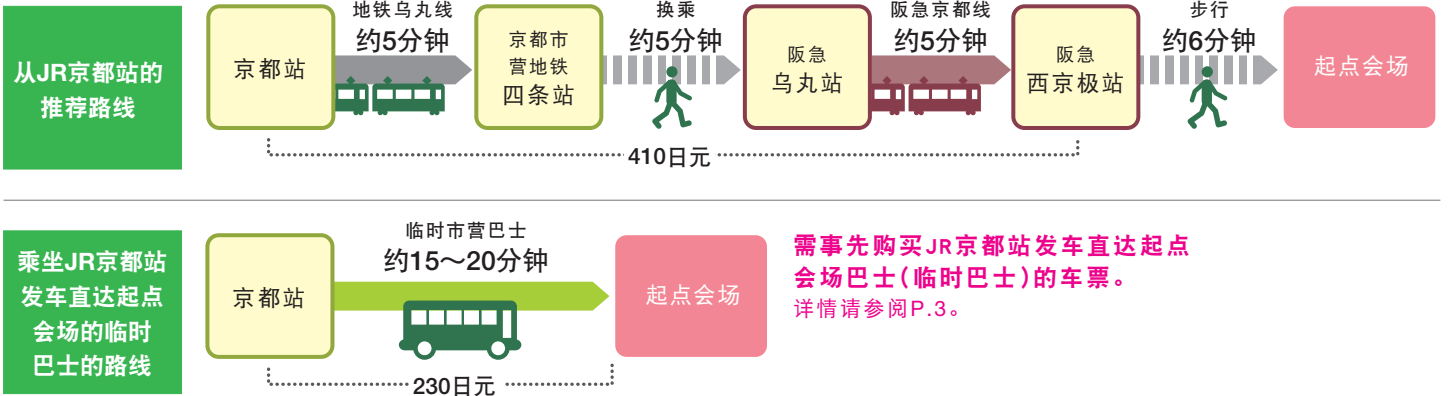 从JR京都站的
推荐路线
京都站
地铁乌丸线
约5分钟
京都市
营地铁
四条站
换乘
约5分钟
阪急
乌丸站
阪急京都线
约5分钟
阪急
西京极站
步行
约6分钟
起点会场
410日元
乘坐JR京都站
发车直达起点
会场的临时
巴士的路线
京都站
临时市营巴士
约15～20分钟
起点会场
230日元
需事先购买JR京都站发车直达起点
会场巴士(临时巴士)的车票。
详情请参阅P.3。